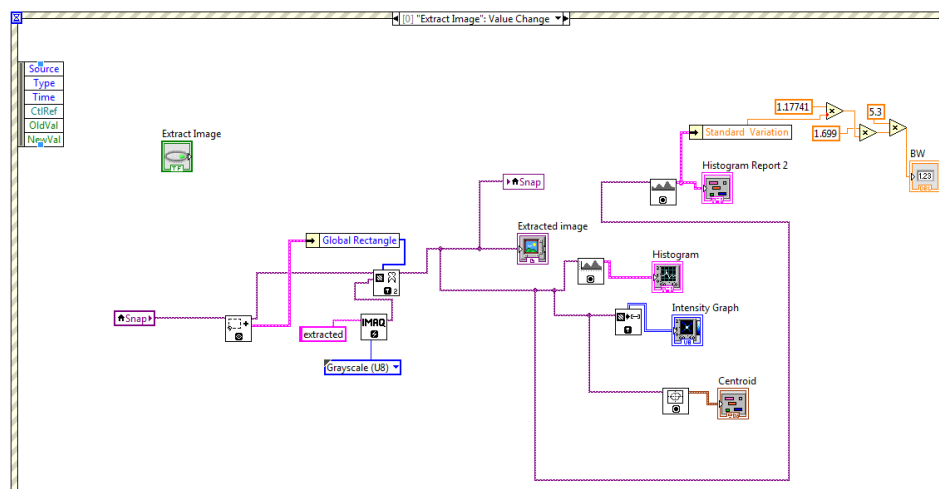 [0] "Extract Image": Value Change
Source
Type
Time
CtlRef
OldVal
NewVal
Extract Image
TF
Snap
Global Rectangle
2
extracted
IMAQ
Grayscale (U8)
Snap
Extracted image
Histogram
Intensity Graph
Centroid
Standard Variation
Histogram Report 2
1.17741
1.699
5.3
BW
1.23